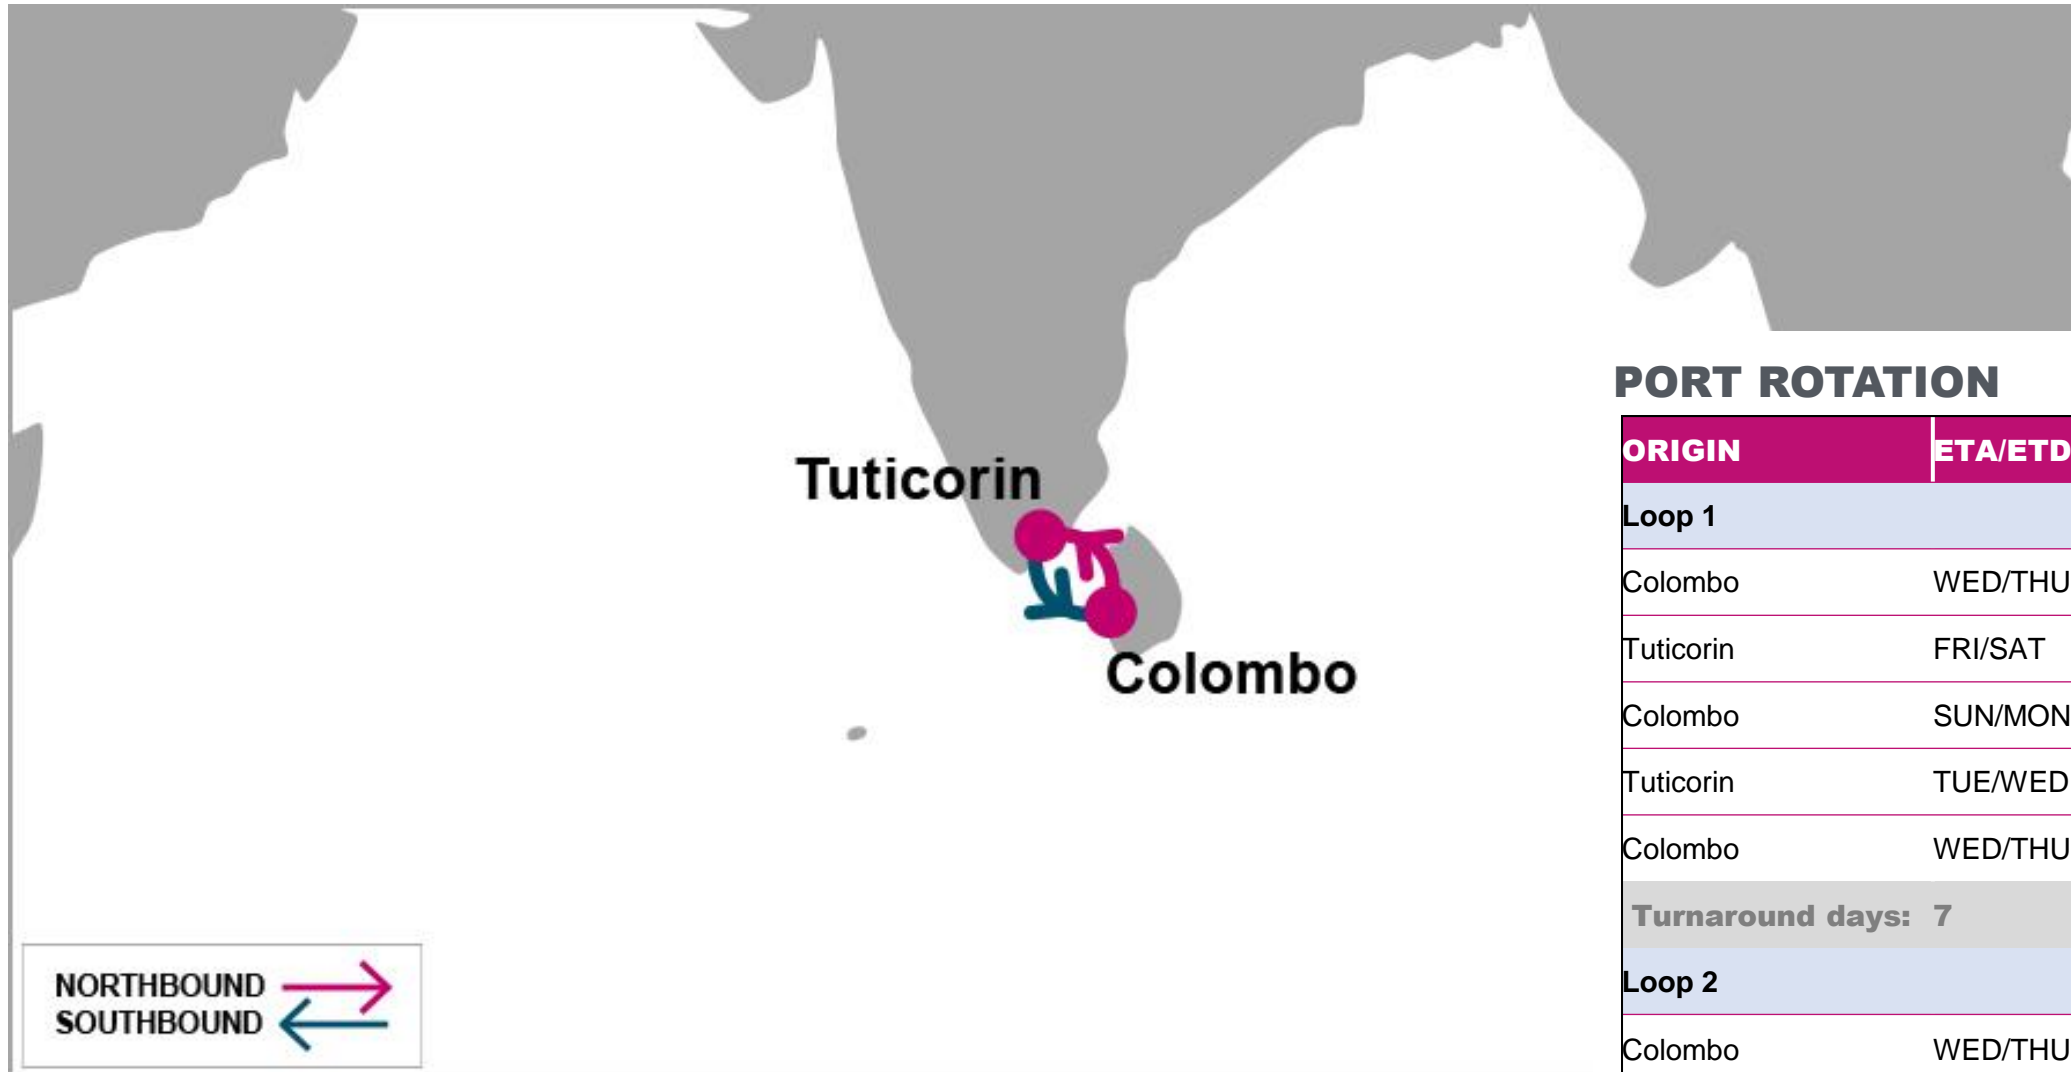 Tuticorin
Colombo
NORTHBOUND
SOUTHBOUND
PORT ROTATION
ORIGIN ETA/ETD
Loop 1
Colombo WED/THU
Tuticorin FRI/SAT
Colombo SUN/MON
Tuticorin TUE/WED
Colombo WED/THU
Turnaround days: 7
Loop 2
Colombo WED/THU